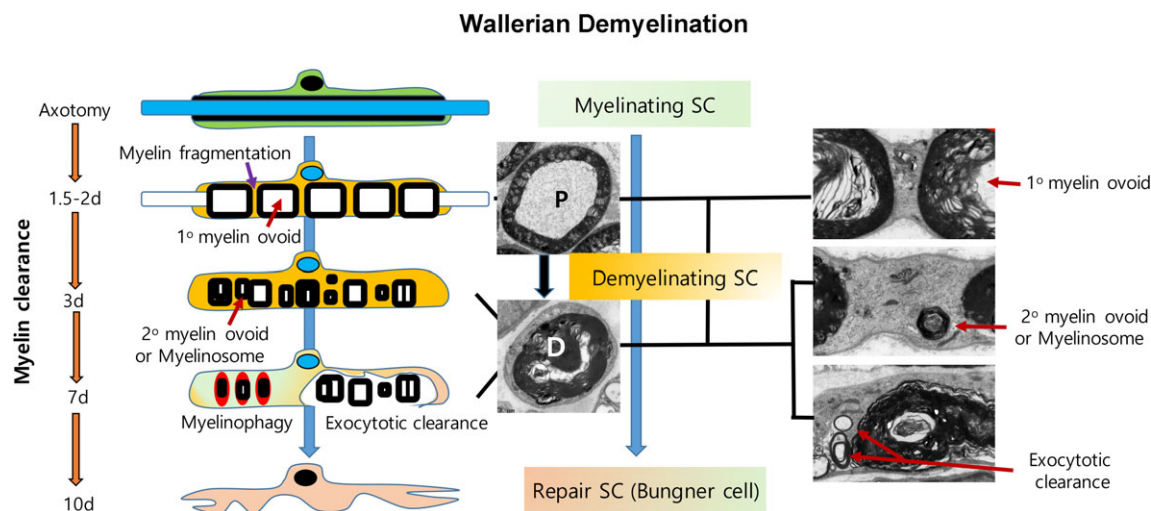 Wallerian Demyelination
Myelin clearance
Axotomy
1.5-2d
3d
7d
10d
Myelin fragmentation
1o myelin ovoid
2o myelin ovoid
or Myelinosome
Myelinophagy
Exocytotic clearance
Myelinating SC
P
Demyelinating SC
D
Repair SC (Bungner cell)
1o myelin ovoid
2o myelin ovoid
or Myelinosome
Exocytotic
clearance